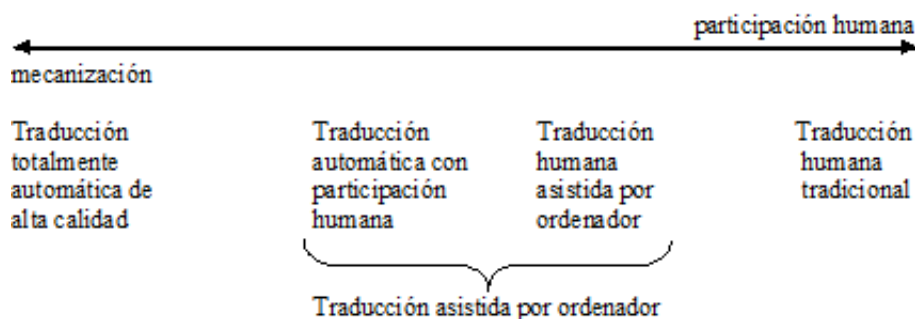 participación humana
mecanización
Traducción
totalmente
automática de
alta calidad
Traducción
automática con
participación
humana
Traducción
humana
asistida por
ordenador
Traducción
humana
tradicional
Traducción asistida por ordenador